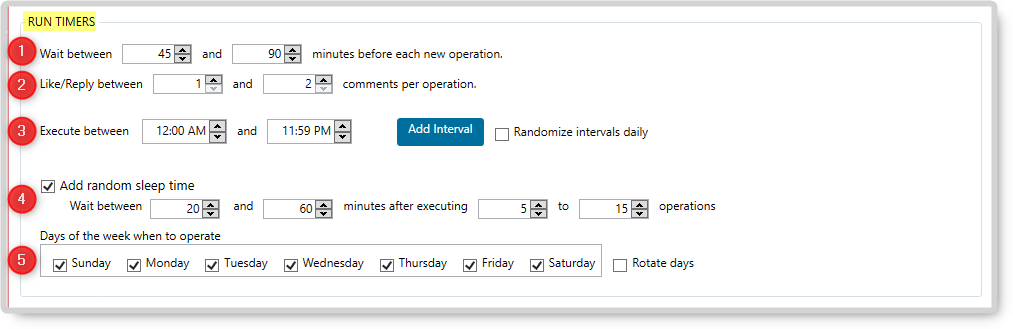 RUN TIMERS
1 Wait between 45 and 90 minutes before each new operation.
2 Like/Reply between 1 and 2 comments per operation.
3 Execute between 12:00 AM and 11:59 PM Add Interval Randomize intervals daily
Add random sleep time
4 Wait between 20 and 60 minutes after executing 5 to 15 operations
Days of the week when to operate
5 Sunday Monday Tuesday Wednesday Thursday Friday Saturday Rotate days